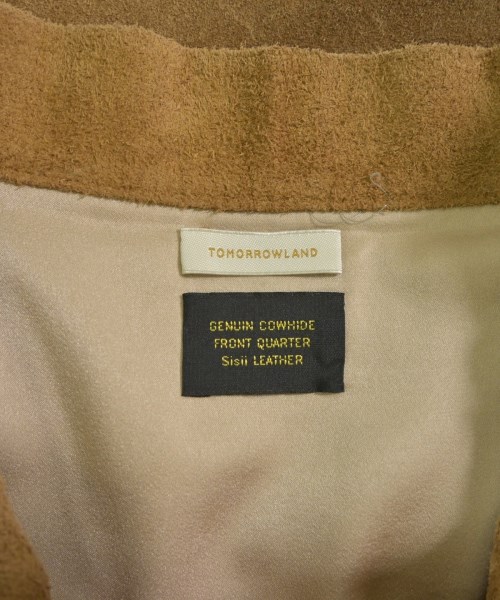 TOMORROWLAND
GENUIN COWHIDE
FRONT QUARTER
Sisii LEATHER